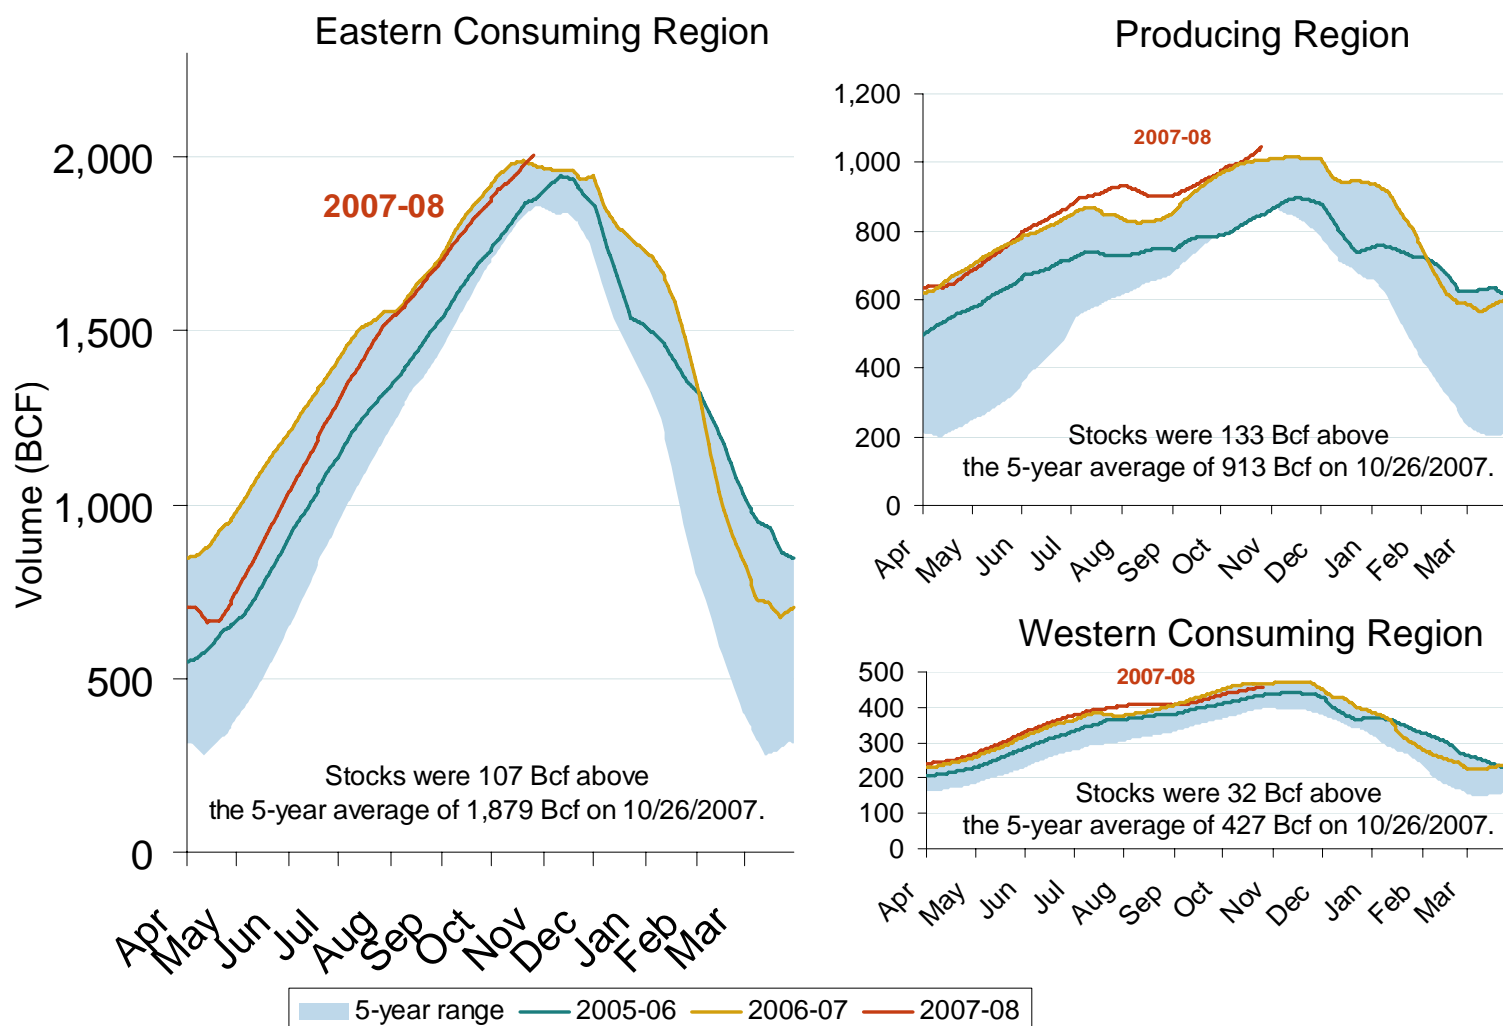 Eastern Consuming Region
Volume (BCF)
2,000
1,500
1,000
500
0
2007-08
Stocks were 107 Bcf above
the 5-year average of 1,879 Bcf on 10/26/2007.
Apr May Jun Jul Aug Sep Oct Nov Dec Jan Feb Mar
Producing Region
1,200
1,000
800
600
400
200
0
2007-08
Stocks were 133 Bcf above
the 5-year average of 913 Bcf on 10/26/2007.
Apr May Jun Jul Aug Sep Oct Nov Dec Jan Feb Mar
Western Consuming Region
500
400
300
200
100
0
2007-08
Stocks were 32 Bcf above
the 5-year average of 427 Bcf on 10/26/2007.
Apr May Jun Jul Aug Sep Oct Nov Dec Jan Feb Mar
5-year range 2005-06 2006-07 2007-08